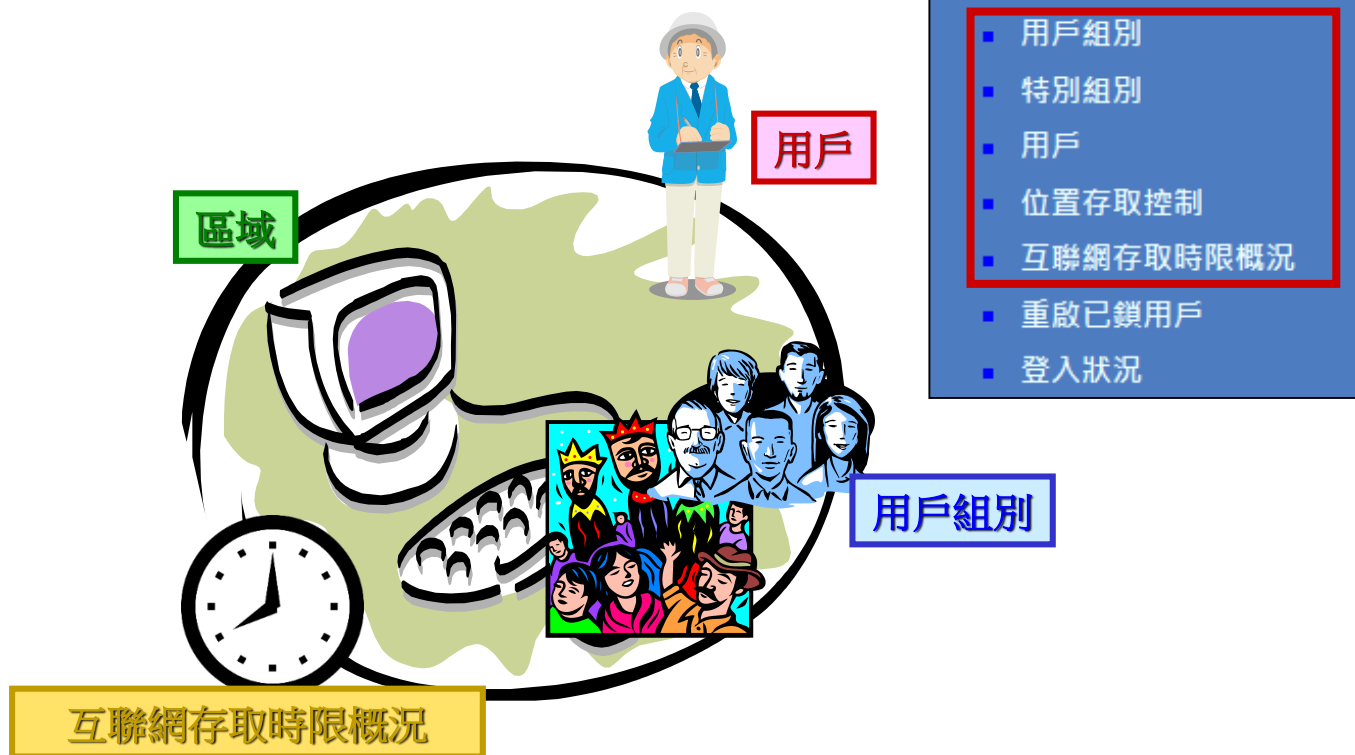 用戶
區域
用戶組別
互聯網存取時限概況
用戶組別
特別組別
用戶
位置存取控制
互聯網存取時限概況
重啟已鎖用戶
登入狀況